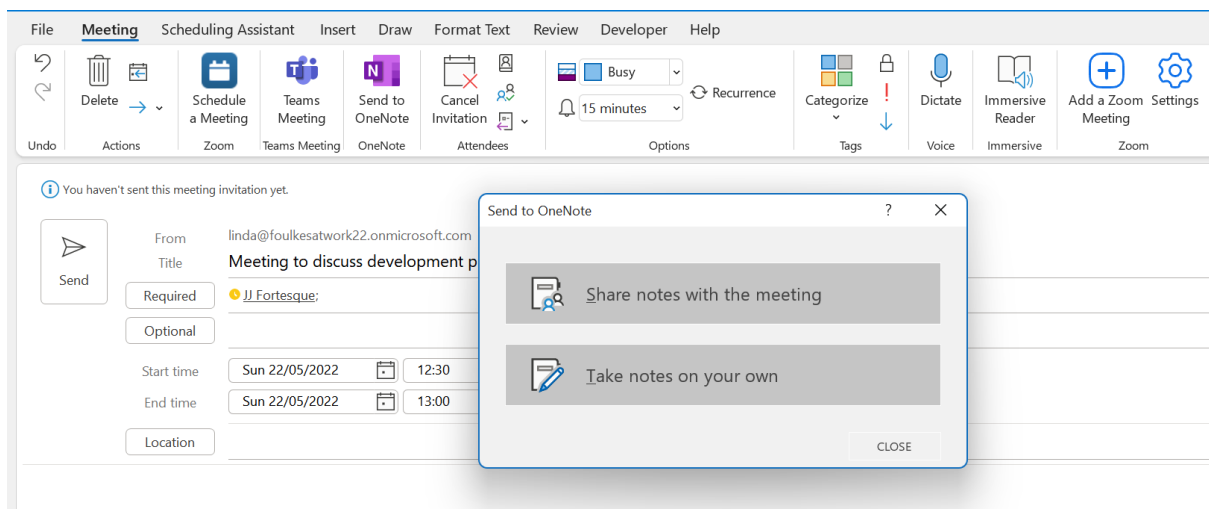 File Meeting Scheduling Assistant Insert Draw Format Text Review Developer Help
Delete
Schedule a Meeting
Teams Meeting
Send to OneNote
Cancel Invitation
Busy
15 minutes
Recurrence
Categorize
Dictate
Immersive Reader
Add a Zoom Meeting
Settings
Undo Actions Zoom Teams Meeting OneNote Attendees Options Tags Voice Immersive Zoom
You haven't sent this meeting invitation yet.
Send
From linda@foulkesatwork22.onmicrosoft.com
Title Meeting to discuss development p
Required JJ Fortesque;
Optional
Start time Sun 22/05/2022 12:30
End time Sun 22/05/2022 13:00
Location
Send to OneNote ?
Share notes with the meeting
Take notes on your own
CLOSE